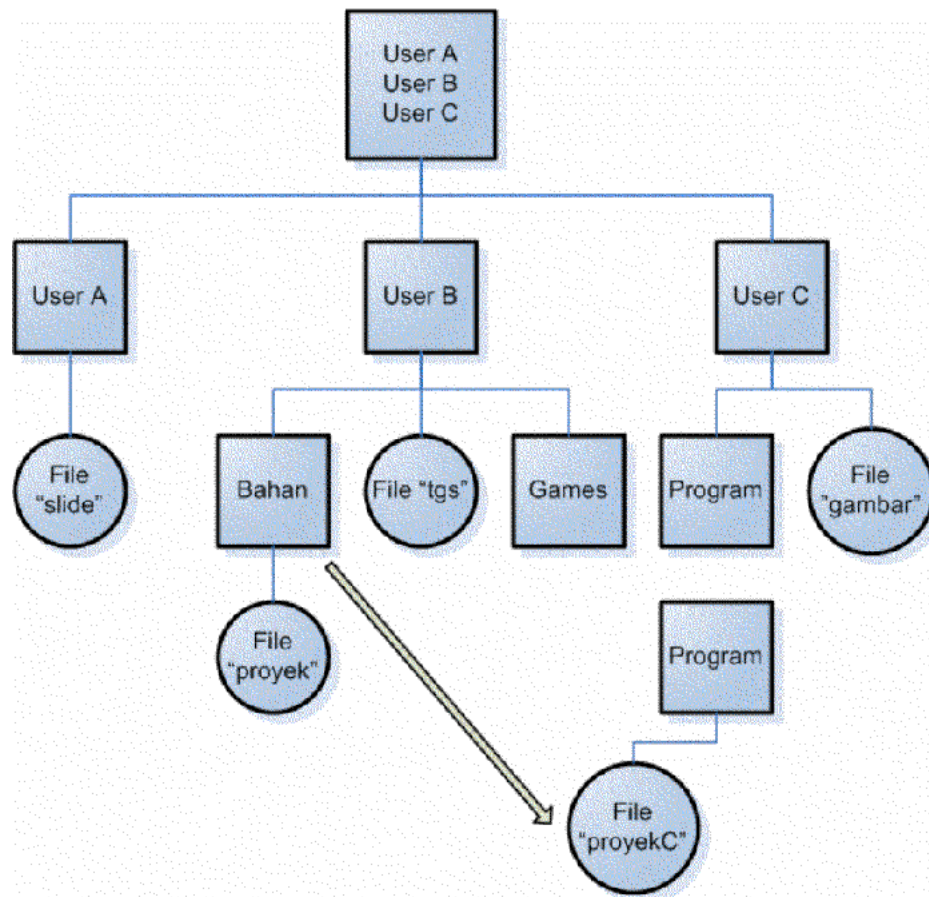 User A
User B
User C
User A
User B
User C
File
“slide”
Bahan
File “tgs”
Games
Program
File
”gambar”
File
“proyek”
Program
File
“proyekC”